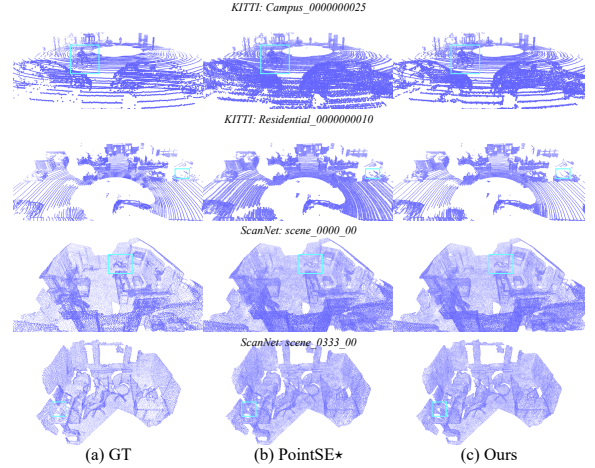 KITTI: Campus_0000000025
KITTI: Residential_0000000010
ScanNet: scene_0000_00
ScanNet: scene_0333_00
(a) GT (b) PointSE★ (c) Ours